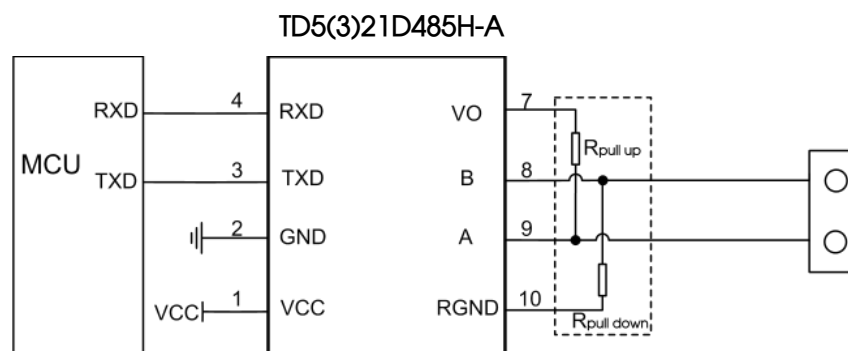 TD5(3)21D485H-A
RXD 4 RXD VO 7
Rpull up
MCU TXD 3 TXD B 8
2 GND A 9
VCC 1 VCC RGND 10
Rpull down